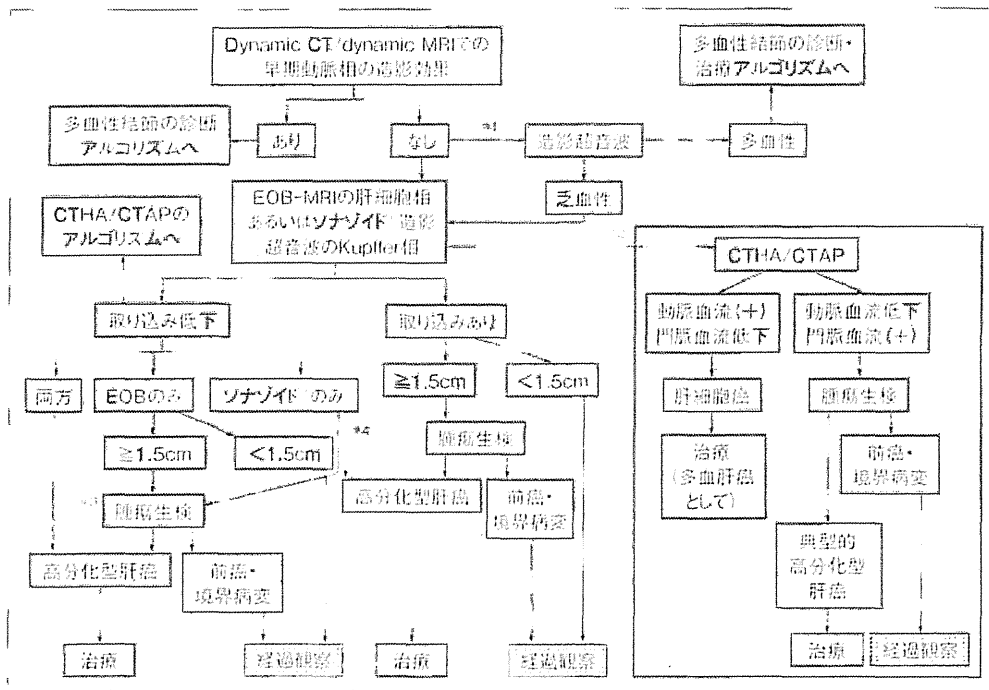 Dynamic CT/dynamic MRIでの
早期動脈相の造影効果
多血性結節の診断・
治療アルゴリズムへ
多血性結節の診断
アルゴリズムへ
あり
なし
造影超音波
多血性
乏血性
EOB-MRIの肝細胞相
あるいはソナゾイド 造影
超音波のKupffer相
CTHA/CTAPの
アルゴリズムへ
取り込み低下
取り込みあり
両方
EOBのみ
ソナゾイド のみ
≧1.5cm
<1.5cm
≧1.5cm
<1.5cm
腫瘍生検
腫瘍生検
高分化型肝癌
前癌・
境界病変
高分化型肝癌
前癌・
境界病変
治療
経過観察
治療
経過観察
CTHA/CTAP
動脈血流(+)
門脈血流低下
動脈血流低下
門脈血流(+)
肝細胞癌
腫瘍生検
治療
(多血肝癌
として)
前癌・
境界病変
典型的
高分化型
肝癌
治療
経過観察